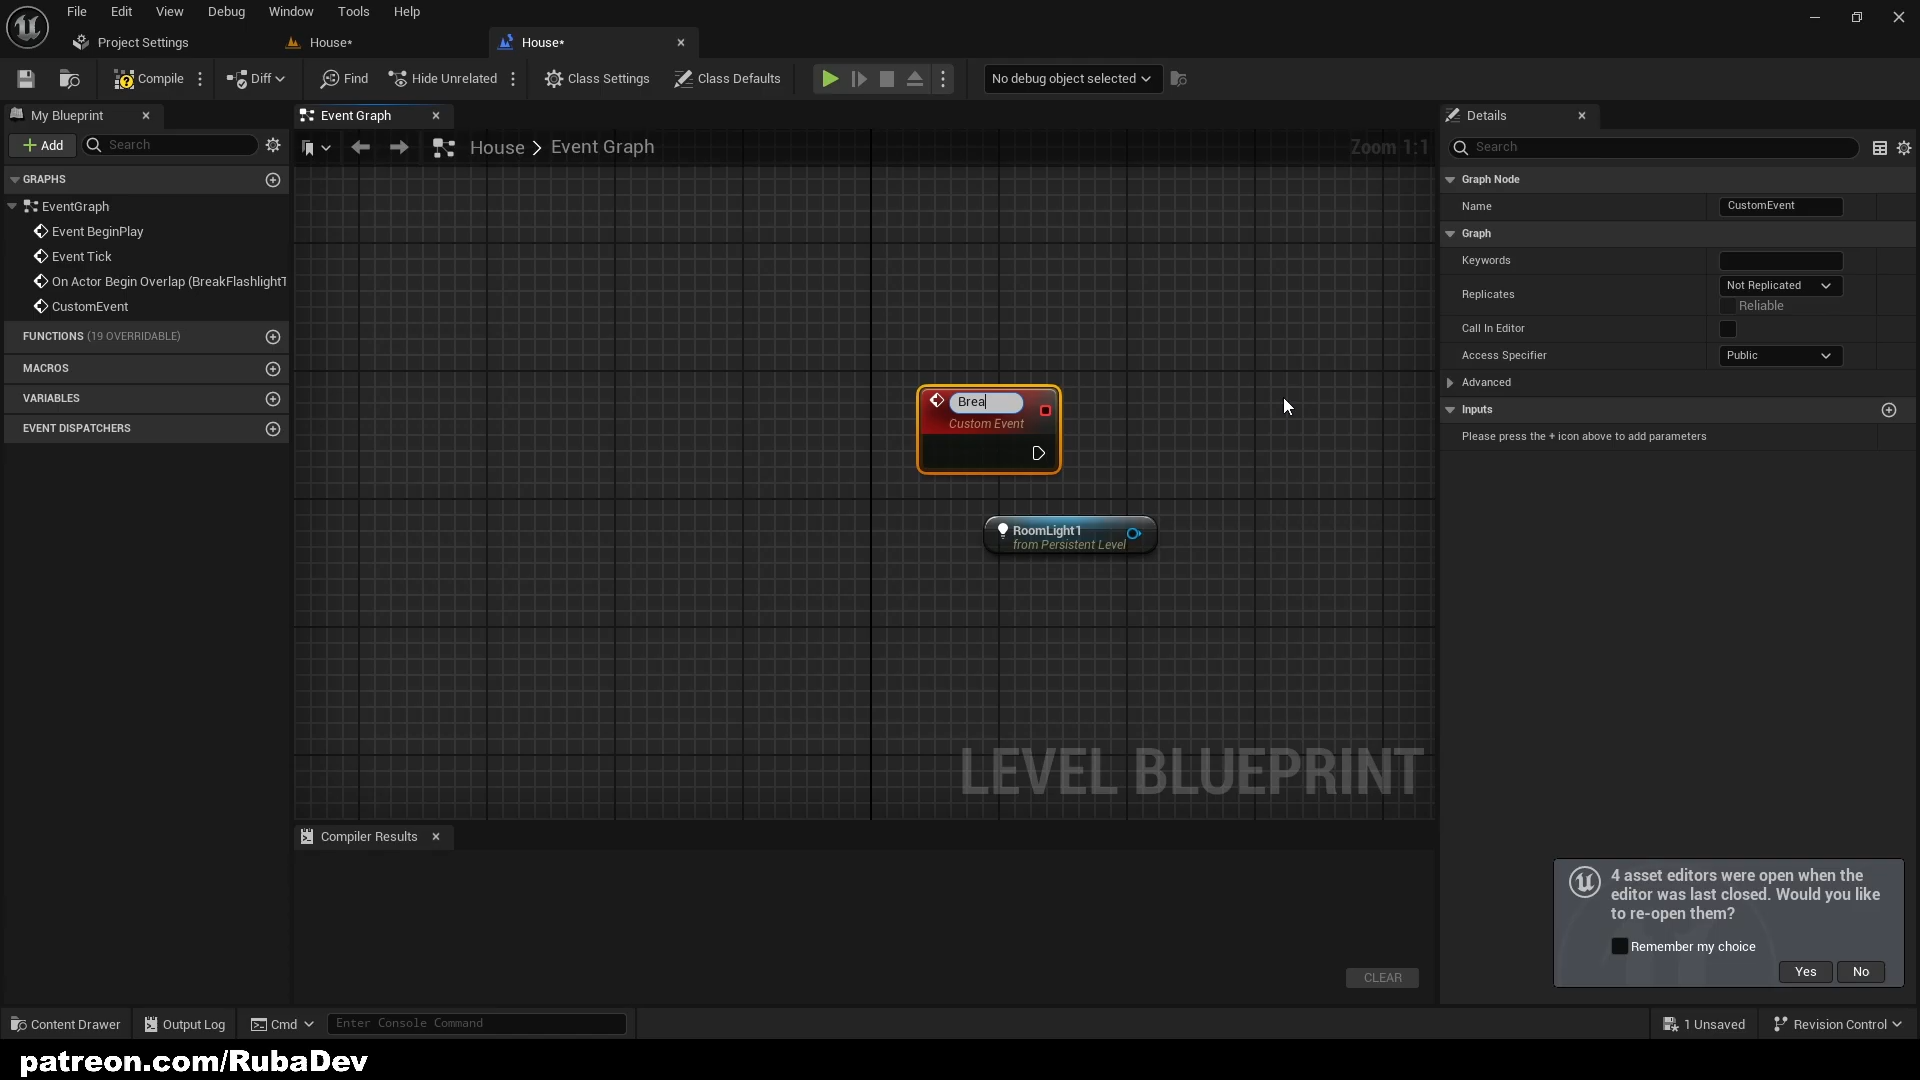 File Edit View Debug Window Tools Help
Project Settings House* House*
Compile Diff Find Hide Unrelated Class Settings Class Defaults No debug object selected
My Blueprint
Add Search
GRAPHS
EventGraph
Event BeginPlay
Event Tick
On Actor Begin Overlap (BreakFlashlightT
CustomEvent
FUNCTIONS (19 OVERRIDABLE)
MACROS
VARIABLES
EVENT DISPATCHERS
Event Graph
House > Event Graph Zoom 1:1
Brea
Custom Event
RoomLight1
from Persistent Level
LEVEL BLUEPRINT
Compiler Results
CLEAR
Details
Search
Graph Node
Name CustomEvent
Graph
Keywords
Replicates Not Replicated
Reliable
Call In Editor
Access Specifier Public
Advanced
Inputs
Please press the + icon above to add parameters
4 asset editors were open when the
editor was last closed. Would you like
to re-open them?
Remember my choice
Yes No
Content Drawer Output Log Cmd Enter Console Command 1 Unsaved Revision Control
patreon.com/RubaDev